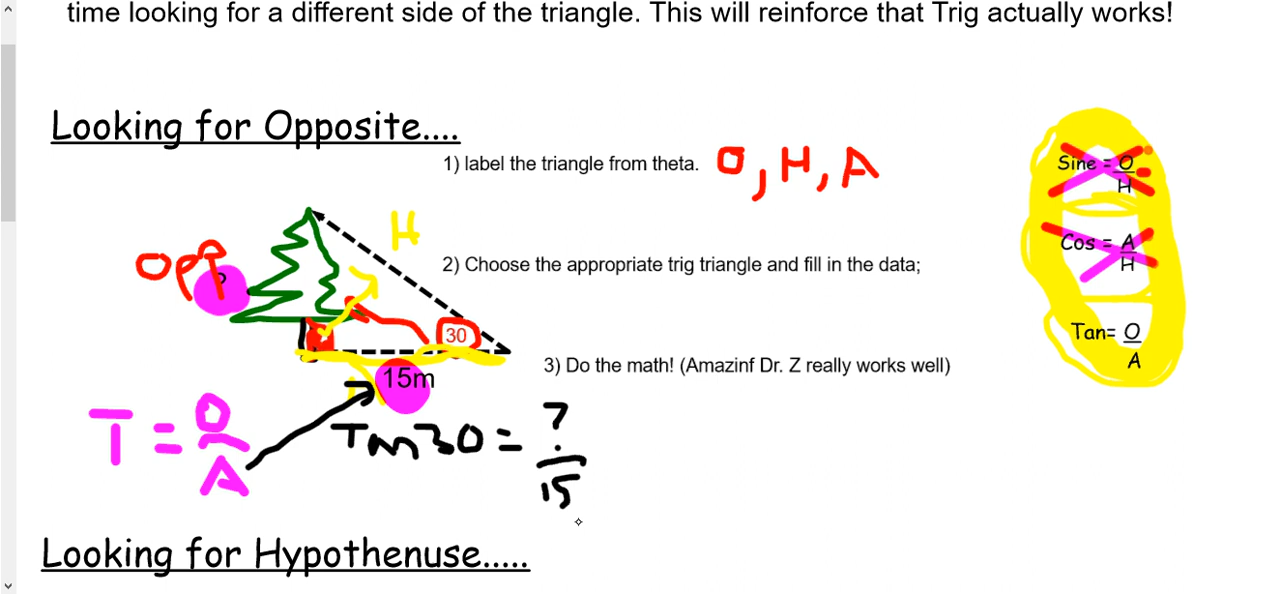 time looking for a different side of the triangle. This will reinforce that Trig actually works!
Looking for Opposite....
1) label the triangle from theta. O, H, A
Sine = O
H
H
OPP
?
Cos = A
H
2) Choose the appropriate trig triangle and fill in the data;
30
Tan= O
A
3) Do the math! (Amazinf Dr. Z really works well)
15m
T = O
A
Tan30 = ?
15
Looking for Hypothenuse.....